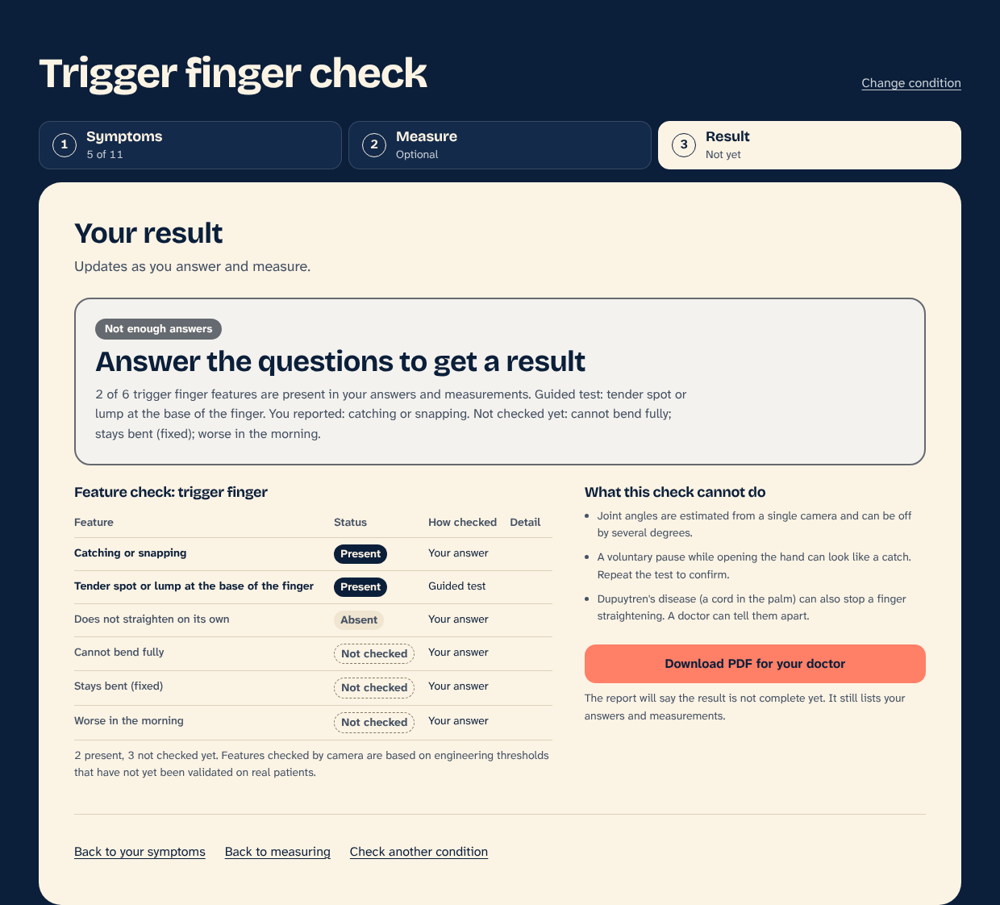 Trigger finger check
Change condition
1
Symptoms
5 of 11
2
Measure
Optional
3
Result
Not yet
Your result
Updates as you answer and measure.
Not enough answers
Answer the questions to get a result
2 of 6 trigger finger features are present in your answers and measurements. Guided test: tender spot or
lump at the base of the finger. You reported: catching or snapping. Not checked yet: cannot bend fully;
stays bent (fixed); worse in the morning.
Feature check: trigger finger
Feature Status How checked Detail
Catching or snapping Present Your answer
Tender spot or lump at the base of the finger Present Guided test
Does not straighten on its own Absent Your answer
Cannot bend fully Not checked Your answer
Stays bent (fixed) Not checked Your answer
Worse in the morning Not checked Your answer
2 present, 3 not checked yet. Features checked by camera are based on engineering thresholds
that have not yet been validated on real patients.
What this check cannot do
• Joint angles are estimated from a single camera and can be off
by several degrees.
• A voluntary pause while opening the hand can look like a catch.
Repeat the test to confirm.
• Dupuytren's disease (a cord in the palm) can also stop a finger
straightening. A doctor can tell them apart.
Download PDF for your doctor
The report will say the result is not complete yet. It still lists your
answers and measurements.
Back to your symptoms Back to measuring Check another condition